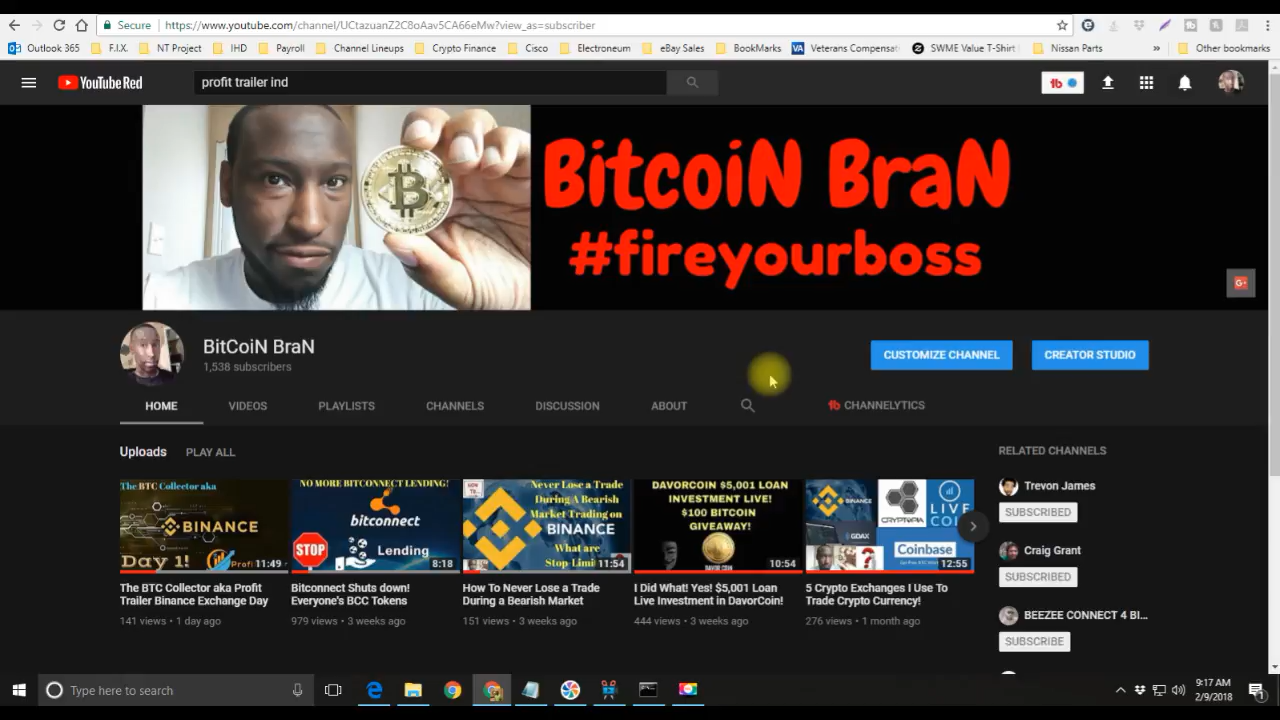 Secure
https://www.youtube.com/channel/UCtazuanZ2C8oAav5CA66eMw?view_as=subscriber
Outlook 365
F.I.X.
NT Project
IHD
Payroll
Channel Lineups
Crypto Finance
Cisco
Electroneum
eBay Sales
BookMarks
VA Veterans Compensati
SWME Value T-Shirt
Nissan Parts
»
Other bookmarks
YouTube Red
profit trailer ind
tb
BitcoiN BraN
#fireyourboss
BitCoiN BraN
1,538 subscribers
CUSTOMIZE CHANNEL
CREATOR STUDIO
HOME
VIDEOS
PLAYLISTS
CHANNELS
DISCUSSION
ABOUT
tb CHANNELYTICS
Uploads
PLAY ALL
The BTC Collector aka
BINANCE
Day 1!
Profi
11:49
The BTC Collector aka Profit
Trailer Binance Exchange Day
141 views • 1 day ago
NO MORE BITCONNECT LENDING!
bitconnect
STOP
Lending
8:18
Bitconnect Shuts down!
Everyone's BCC Tokens
979 views • 3 weeks ago
Never Lose a Trade
During A Bearish
Market Trading on
BINANCE
What are
Stop-Limi
11:54
How To Never Lose a Trade
During a Bearish Market
151 views • 3 weeks ago
DAVORCOIN $5,001 LOAN
INVESTMENT LIVE!
$100 BITCOIN
GIVEAWAY!
10:54
I Did What! Yes! $5,001 Loan
Live Investment in DavorCoin!
444 views • 3 weeks ago
BINANCE
CRYPTOPIA
LIVE
COI
GDAX
Coinbase
12:55
5 Crypto Exchanges I Use To
Trade Crypto Currency!
276 views • 1 month ago
RELATED CHANNELS
Trevon James
SUBSCRIBED
Craig Grant
SUBSCRIBED
BEEZEE CONNECT 4 BI...
SUBSCRIBE
Type here to search
9:17 AM
2/9/2018